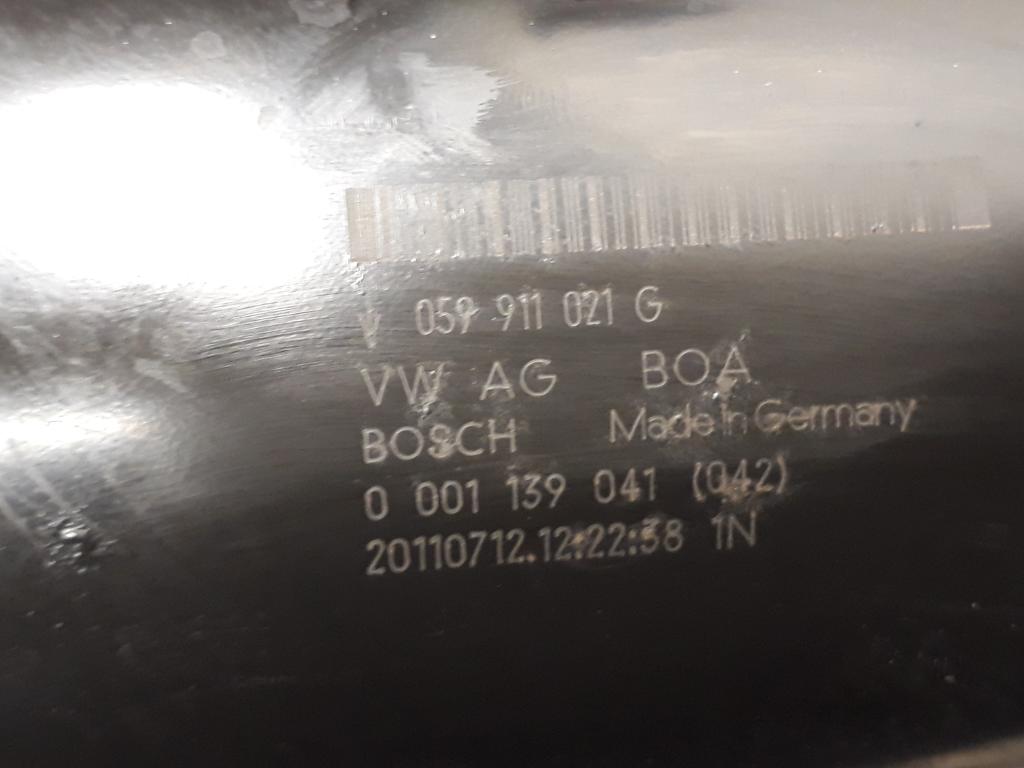 V 059 911 021 G
VW AG BOA
BOSCH Made in Germany
0 001 139 041 (042)
20110712.12:22:38 1N